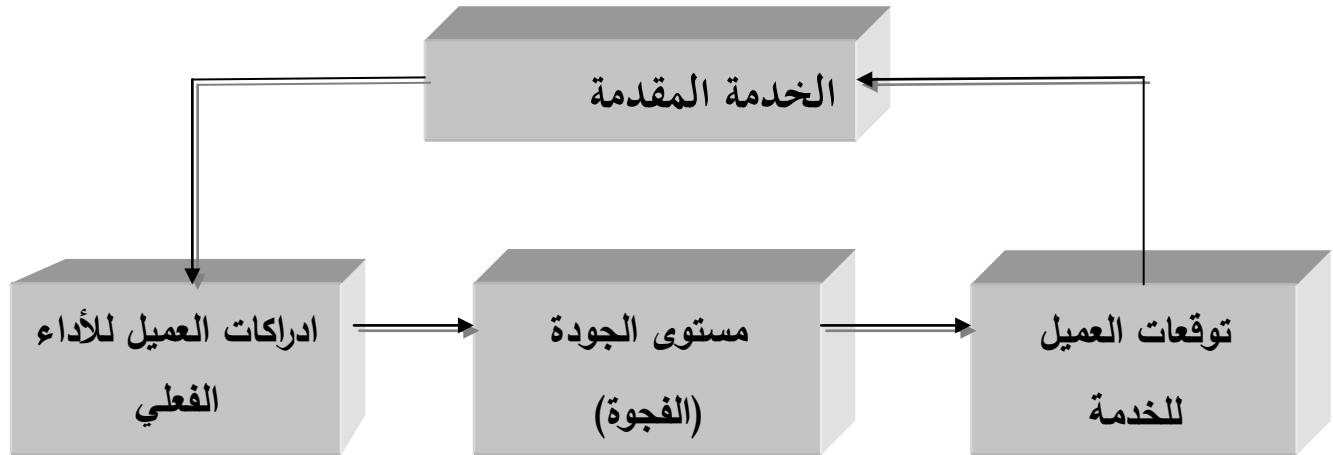 الخدمة المقدمة
توقعات العميل
للخدمة
مستوى الجودة
(الفجوة)
ادراكات العميل للأداء
الفعلي